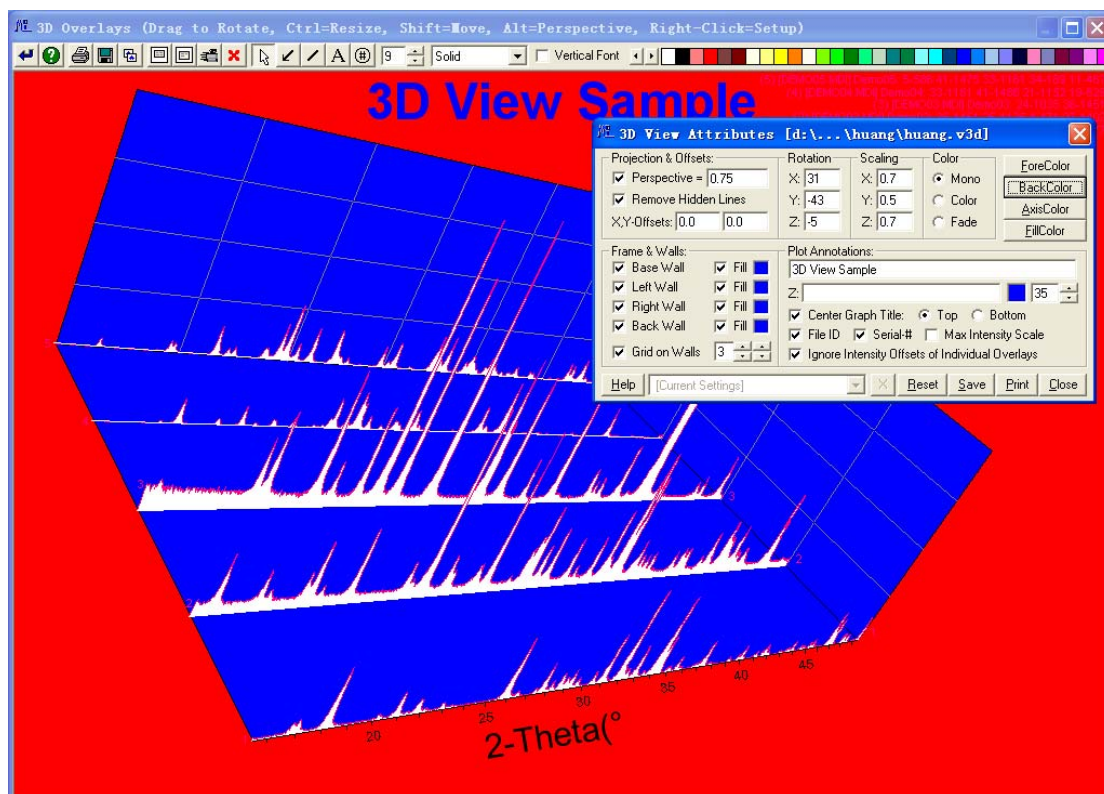 3D Overlays (Drag to Rotate, Ctrl=Resize, Shift=Move, Alt=Perspective, Right-Click=Setup)
9 Solid Vertical Font
3D View Sample
3D View Attributes [d:\...\huang\huang.v3d]
Projection & Offsets:
Perspective = 0.75
Remove Hidden Lines
X,Y-Offsets: 0.0 0.0
Rotation
X: 31
Y: -43
Z: -5
Scaling
X: 0.7
Y: 0.5
Z: 0.7
Color
Mono
Color
Fade
ForeColor
BackColor
AxisColor
FillColor
Frame & Walls:
Base Wall Fill
Left Wall Fill
Right Wall Fill
Back Wall Fill
Grid on Walls 3
Plot Annotations:
3D View Sample
Z: 35
Center Graph Title: Top Bottom
File ID Serial-# Max Intensity Scale
Ignore Intensity Offsets of Individual Overlays
Help [Current Settings] X Reset Save Print Close
5
4
3 3
2 2
20 25 30 35 40 45
2-Theta(°